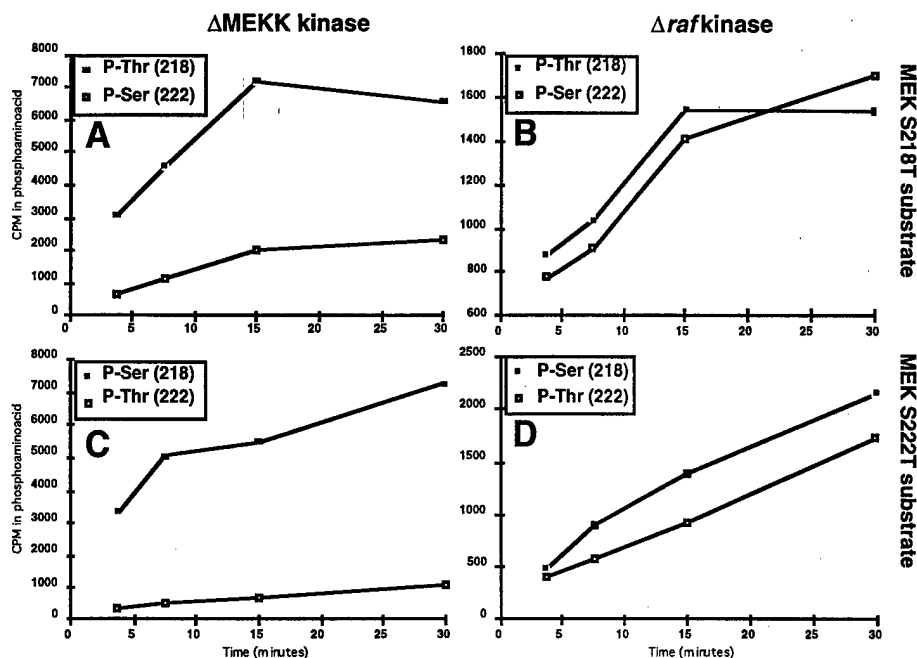 ΔMEKK kinase
Δrafkinase
8000
7000
6000
5000
4000
3000
2000
1000
0
CPM in phosphoaminoacid
P-Thr (218)
P-Ser (222)
A
0 5 10 15 20 25 30
1800
1600
1400
1200
1000
800
600
P-Thr (218)
P-Ser (222)
B
0 5 10 15 20 25 30
MEK S218T substrate
8000
7000
6000
5000
4000
3000
2000
1000
0
CPM in phosphoaminoacid
P-Ser (218)
P-Thr (222)
C
0 5 10 15 20 25 30
Time (minutes)
2500
2000
1500
1000
500
0
P-Ser (218)
P-Thr (222)
D
0 5 10 15 20 25 30
Time (minutes)
MEK S222T substrate